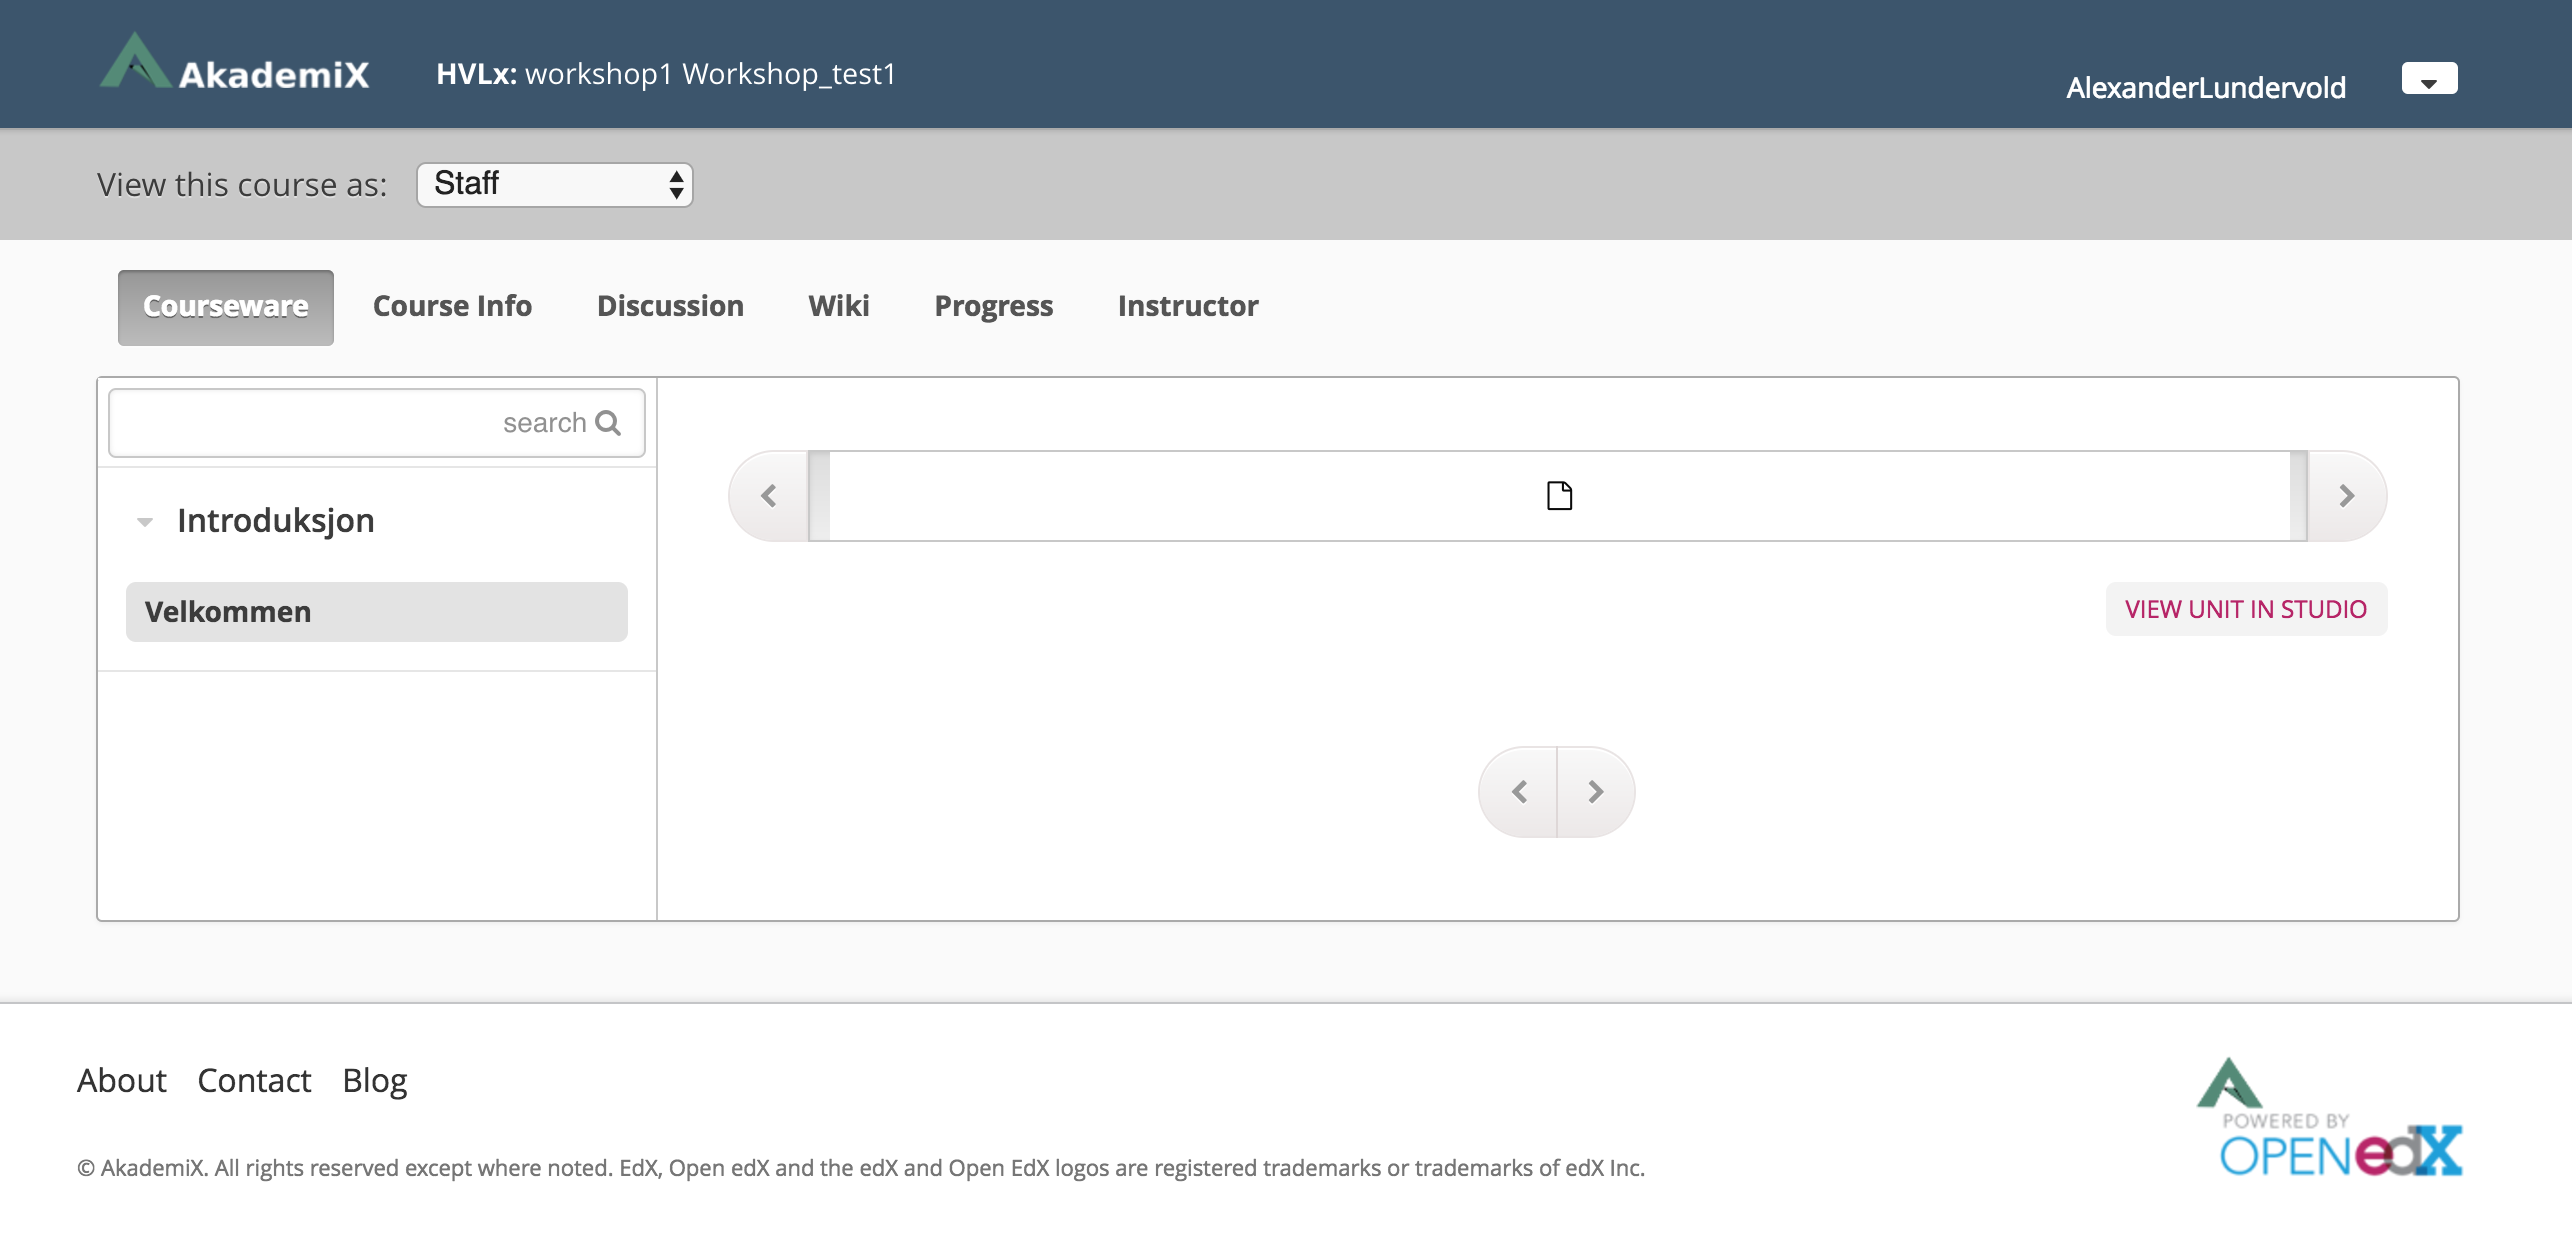 AkademiX
HVLx: workshop1 Workshop_test1
AlexanderLundervold
View this course as:
Staff
Courseware
Course Info
Discussion
Wiki
Progress
Instructor
search
Introduksjon
Velkommen
VIEW UNIT IN STUDIO
About
Contact
Blog
© AkademiX. All rights reserved except where noted. EdX, Open edX and the edX and Open EdX logos are registered trademarks or trademarks of edX Inc.
POWERED BY
OPEN edX